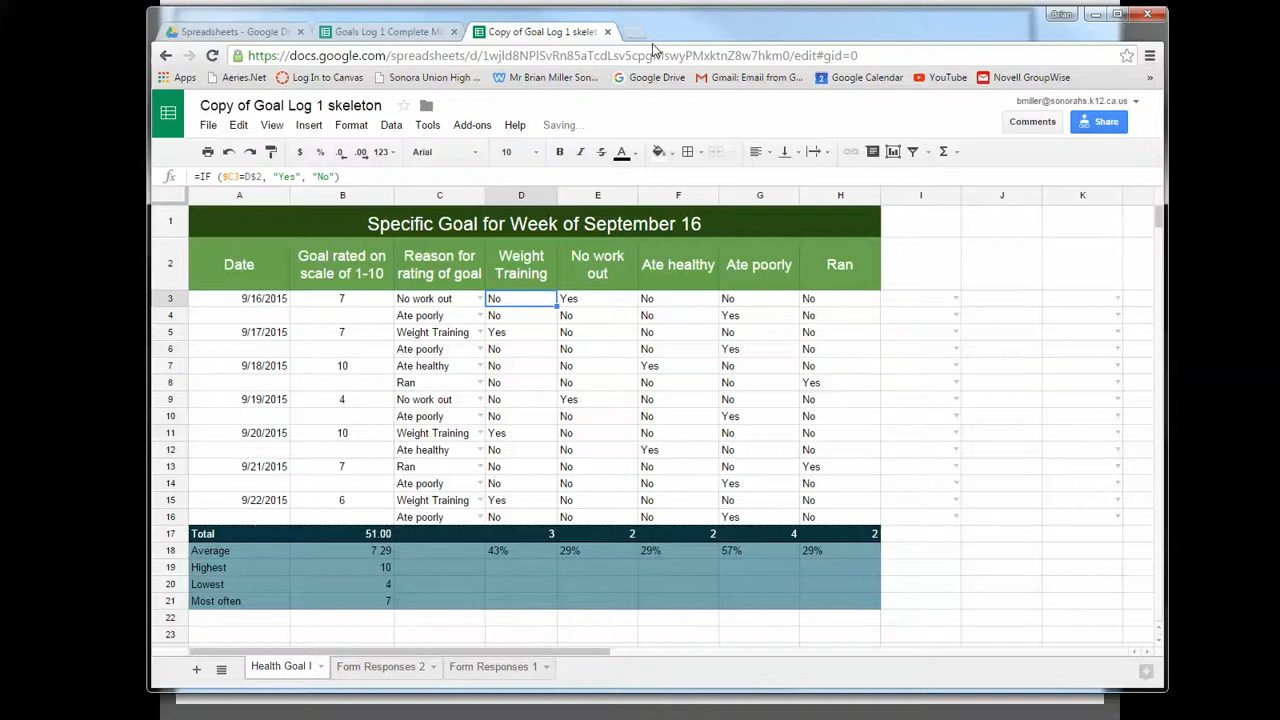 Brian
Spreadsheets - Google Dr
Goals Log 1 Complete Mi
Copy of Goal Log 1 skelet
https://docs.google.com/spreadsheets/d/
/edit#gid=0
Apps Aeries.Net Log In to Canvas Sonora Union High ... Mr Brian Miller Son... Google Drive Gmail: Email from G... Google Calendar YouTube Novell GroupWise
Copy of Goal Log 1 skeleton
bmiller@sonorahs.k12.ca.us
File Edit View Insert Format Data Tools Add-ons Help Saving...
Comments Share
$ % .0 .00 123 Arial 10 B I S A Σ
fx =IF ($C3=D$2, "Yes", "No")
A B C D E F G H I J K
1 Specific Goal for Week of September 16
2 Date Goal rated on scale of 1-10 Reason for rating of goal Weight Training No work out Ate healthy Ate poorly Ran
3 9/16/2015 7 No work out No Yes No No No
4 Ate poorly No No No Yes No
5 9/17/2015 7 Weight Training Yes No No No No
6 Ate poorly No No No Yes No
7 9/18/2015 10 Ate healthy No No Yes No No
8 Ran No No No No Yes
9 9/19/2015 4 No work out No Yes No No No
10 Ate poorly No No No Yes No
11 9/20/2015 10 Weight Training Yes No No No No
12 Ate healthy No No Yes No No
13 9/21/2015 7 Ran No No No No Yes
14 Ate poorly No No No Yes No
15 9/22/2015 6 Weight Training Yes No No No No
16 Ate poorly No No No Yes No
17 Total 51.00 3 2 2 4 2
18 Average 7.29 43% 29% 29% 57% 29%
19 Highest 10
20 Lowest 4
21 Most often 7
22
23
Health Goal I Form Responses 2 Form Responses 1